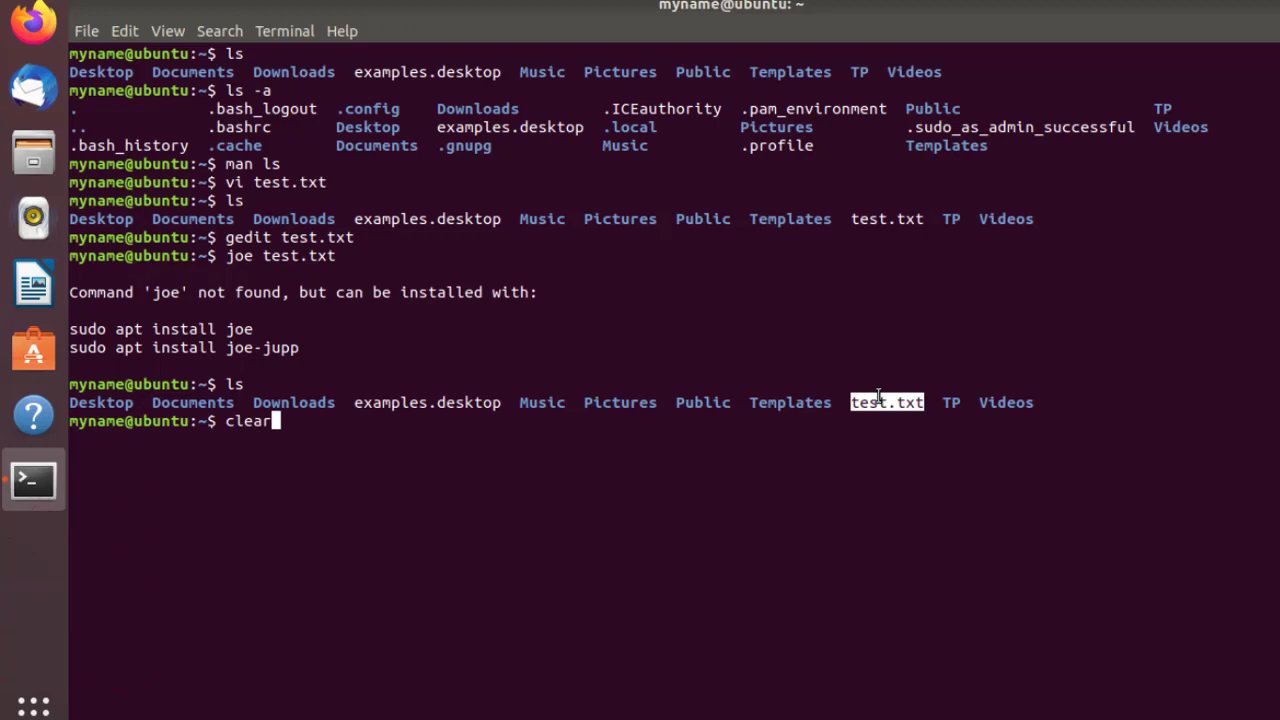 myname@ubuntu: ~
File Edit View Search Terminal Help
myname@ubuntu:~$ ls
Desktop Documents Downloads examples.desktop Music Pictures Public Templates TP Videos
myname@ubuntu:~$ ls -a
. .bash_logout .config Downloads .ICEauthority .pam_environment Public TP
.. .bashrc Desktop examples.desktop .local Pictures .sudo_as_admin_successful Videos
.bash_history .cache Documents .gnupg Music .profile Templates
myname@ubuntu:~$ man ls
myname@ubuntu:~$ vi test.txt
myname@ubuntu:~$ ls
Desktop Documents Downloads examples.desktop Music Pictures Public Templates test.txt TP Videos
myname@ubuntu:~$ gedit test.txt
myname@ubuntu:~$ joe test.txt
Command 'joe' not found, but can be installed with:
sudo apt install joe
sudo apt install joe-jupp
myname@ubuntu:~$ ls
Desktop Documents Downloads examples.desktop Music Pictures Public Templates test.txt TP Videos
myname@ubuntu:~$ clear